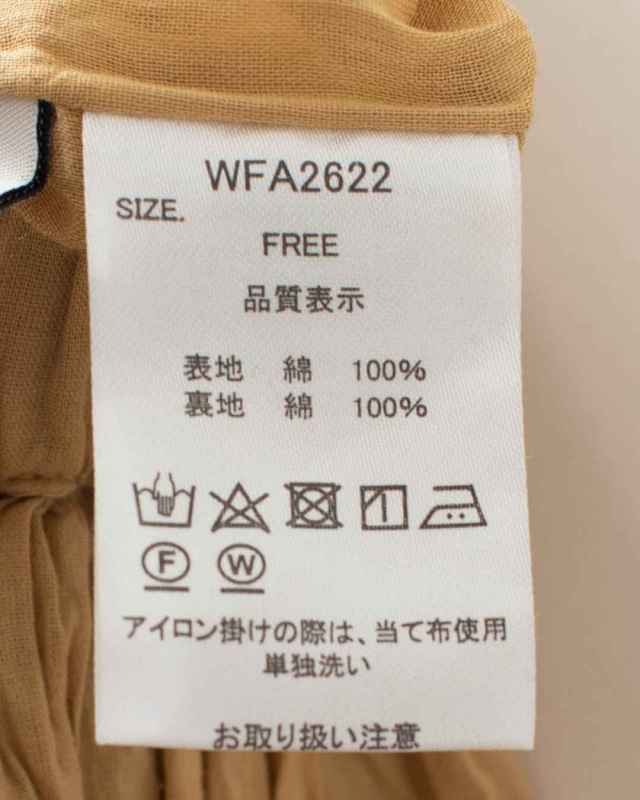 WFA2622
SIZE.
FREE
品質表示
表地 綿 100%
裏地 綿 100%
F W
アイロン掛けの際は、当て布使用
単独洗い
お取り扱い注意